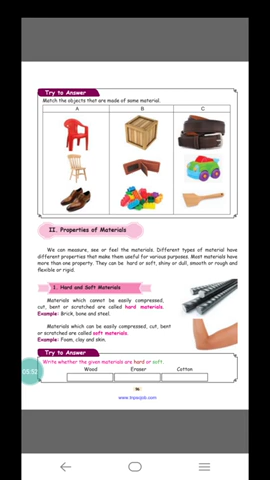 Try to Answer
Match the objects that are made of same material.
A B C
II. Properties of Materials
We can measure, see or feel the materials. Different types of material have
different properties that make them useful for various purposes. Most materials have
more than one property. They can be hard or soft, shiny or dull, smooth or rough and
flexible or rigid.
1. Hard and Soft Materials
Materials which cannot be easily compressed,
cut, bent or scratched are called hard materials.
Example: Brick, bone and steel.
Materials which can be easily compressed, cut, bent
or scratched are called soft materials.
Example: Foam, clay and skin.
Try to Answer
Write whether the given materials are hard or soft.
Wood Eraser Cotton
05:52